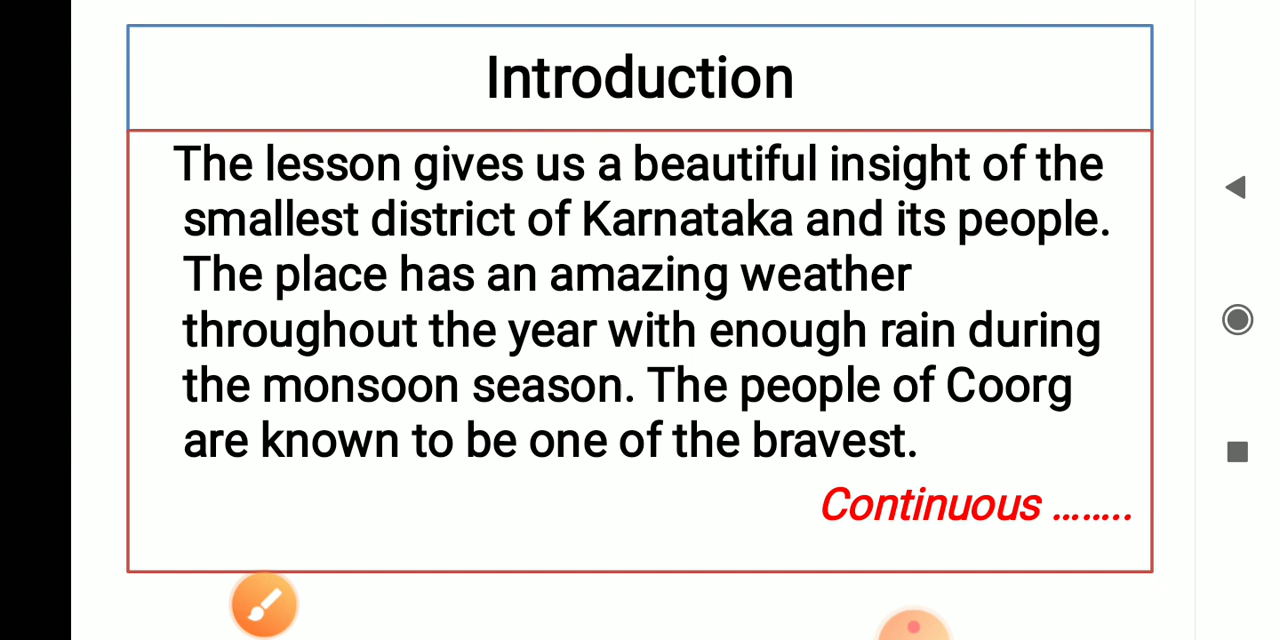 Introduction
The lesson gives us a beautiful insight of the
smallest district of Karnataka and its people.
The place has an amazing weather
throughout the year with enough rain during
the monsoon season. The people of Coorg
are known to be one of the bravest.
Continuous ........